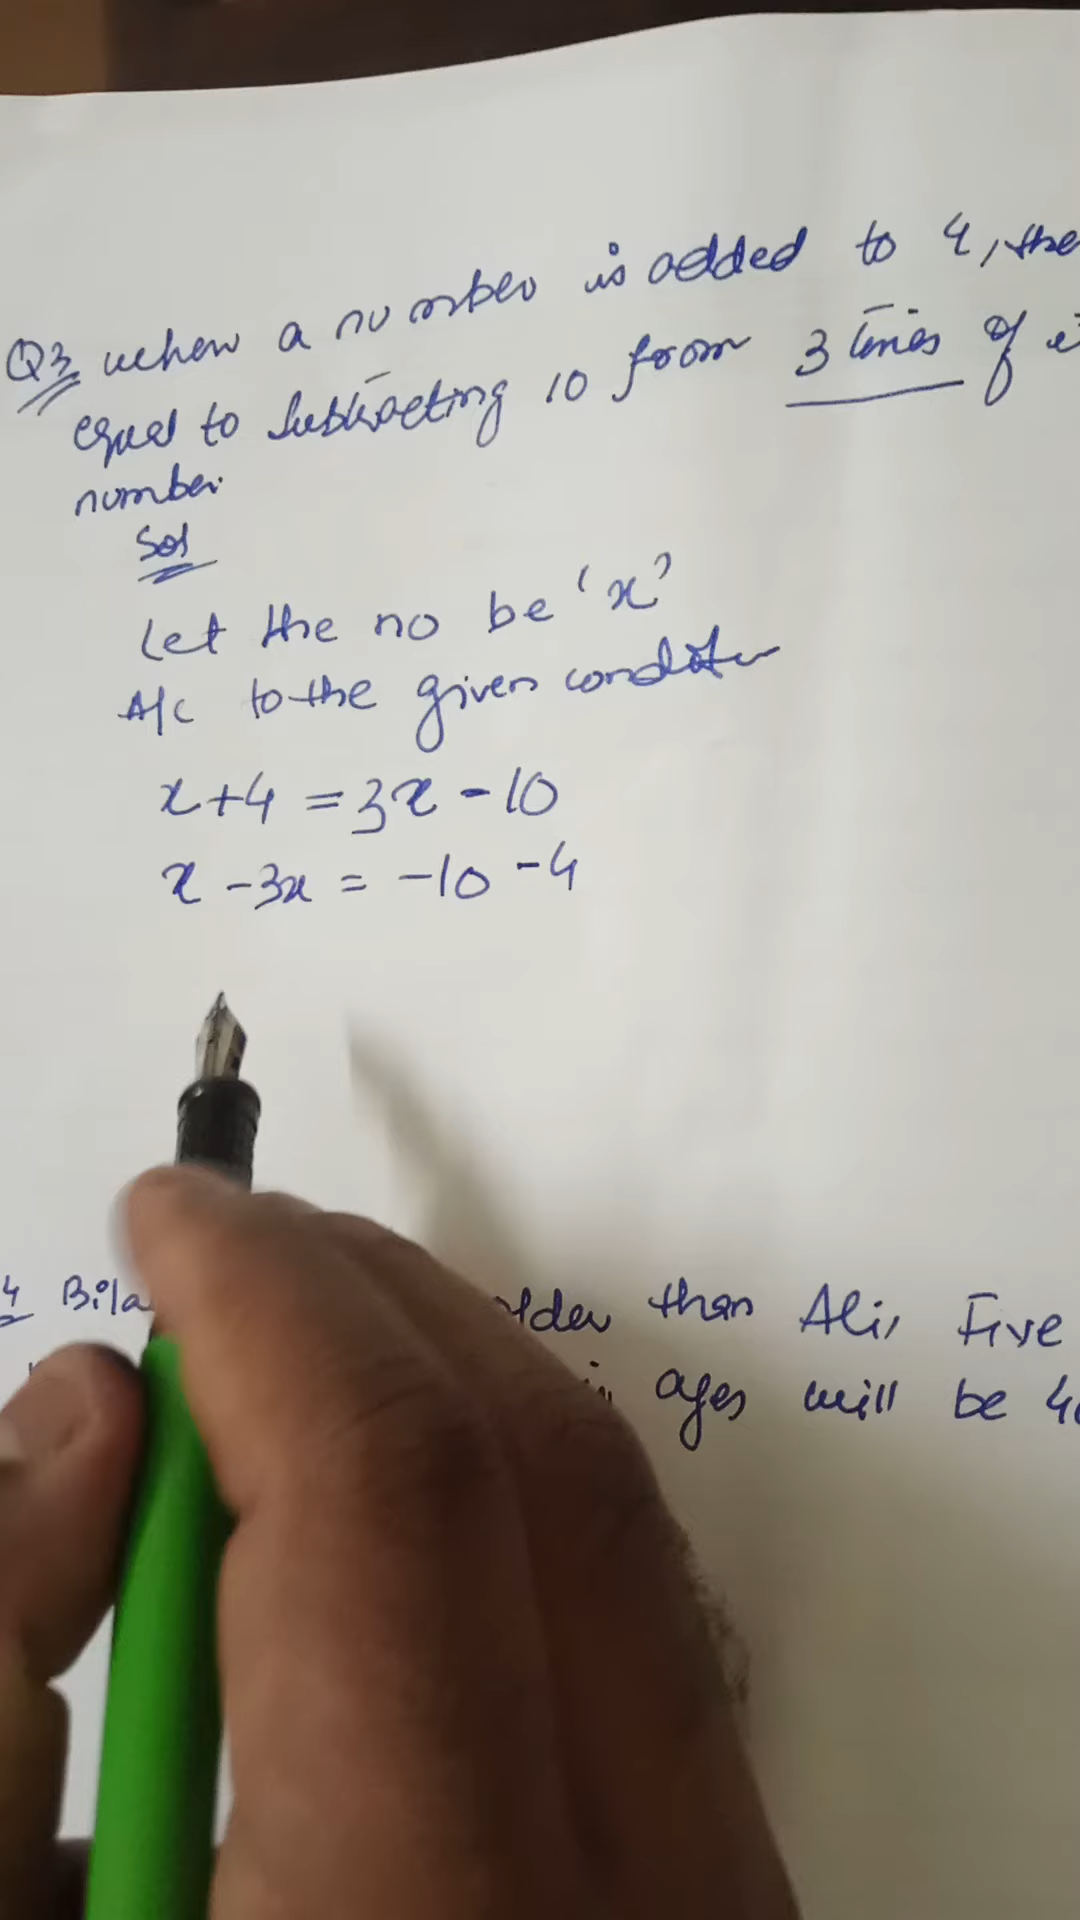 Q3 when a number is added to 4, the
equal to subtracting 10 from 3 times of
number.
Sol
Let the no be 'x'
A/c to the given condition
x+4 = 3x - 10
x - 3x = -10 - 4
4 Bila older than Ali, Five
ages will be